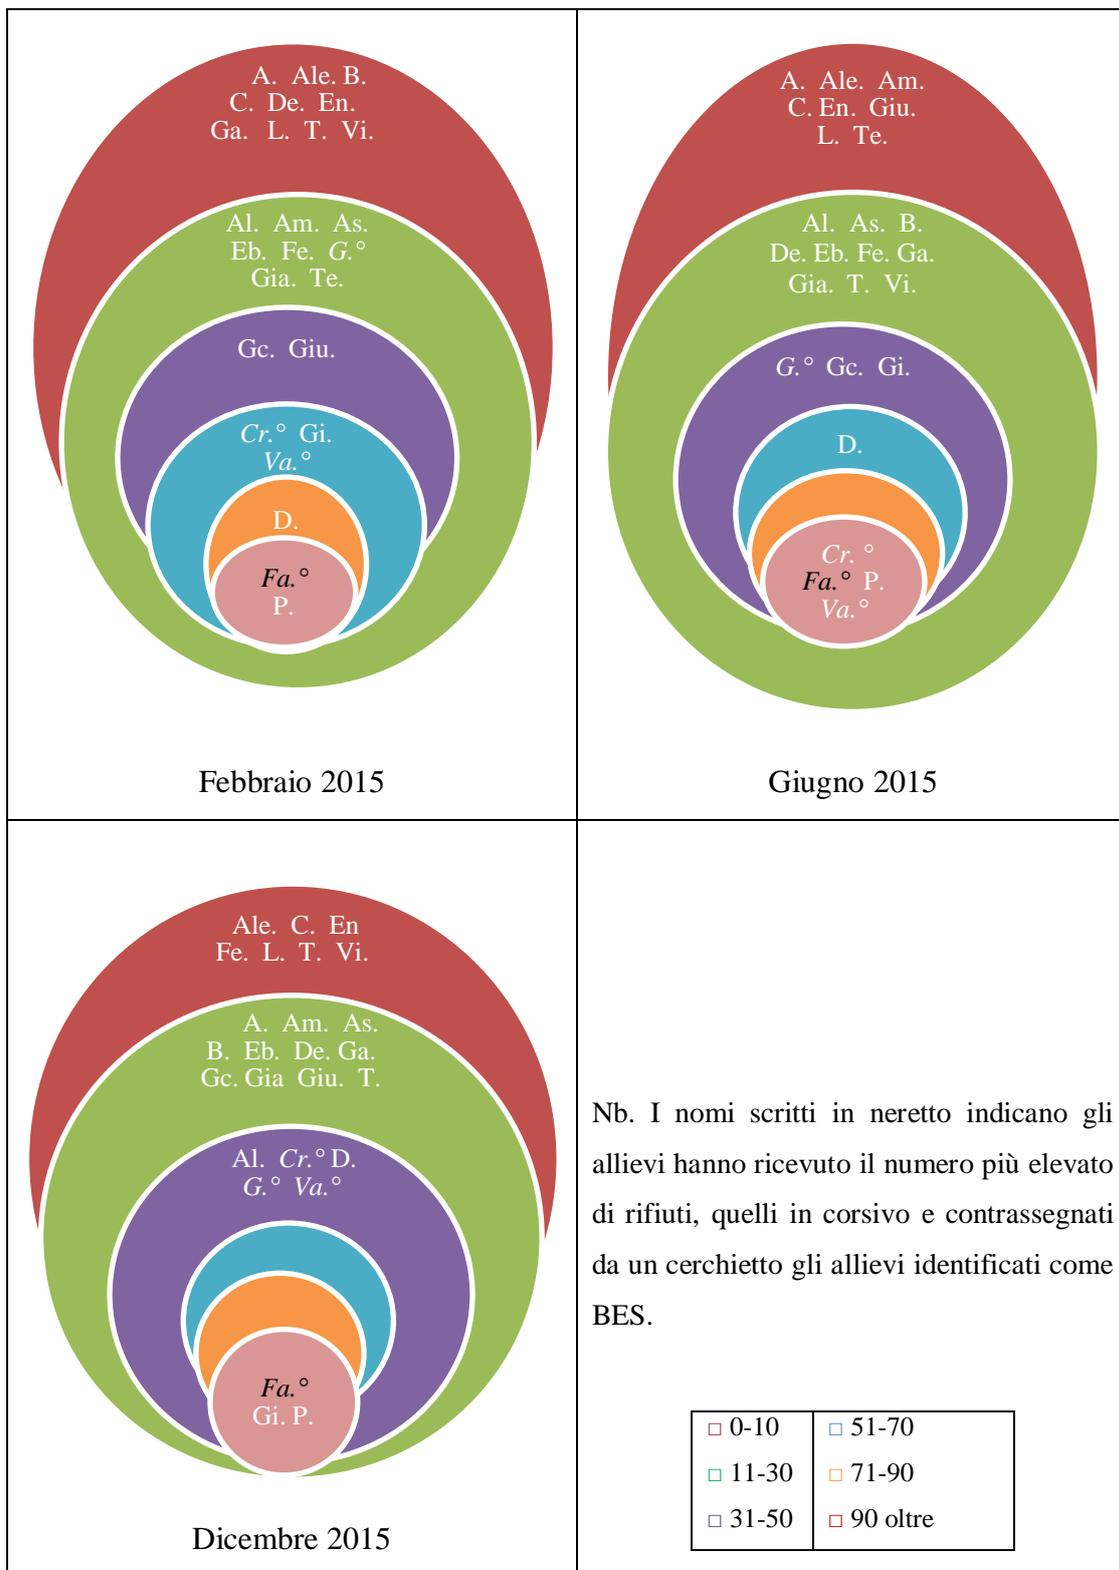 A. Ale. B.
C. De. En.
Ga. L. T. Vi.
Al. Am. As.
Eb. Fe. G.°
Gia. Te.
Gc. Giu.
Cr.° Gi.
Va.°
D.
Fa.°
P.
Febbraio 2015
A. Ale. Am.
C. En. Giu.
L. Te.
Al. As. B.
De. Eb. Fe. Ga.
Gia. T. Vi.
G.° Gc. Gi.
D.
Cr. °
Fa.° P.
Va.°
Giugno 2015
Ale. C. En
Fe. L. T. Vi.
A. Am. As.
B. Eb. De. Ga.
Gc. Gia Giu. T.
Al. Cr.° D.
G.° Va.°
Fa.°
Gi. P.
Dicembre 2015
Nb. I nomi scritti in neretto indicano gli
allievi hanno ricevuto il numero più elevato
di rifiuti, quelli in corsivo e contrassegnati
da un cerchietto gli allievi identificati come
BES.
□ 0-10
□ 11-30
□ 31-50
□ 51-70
□ 71-90
□ 90 oltre